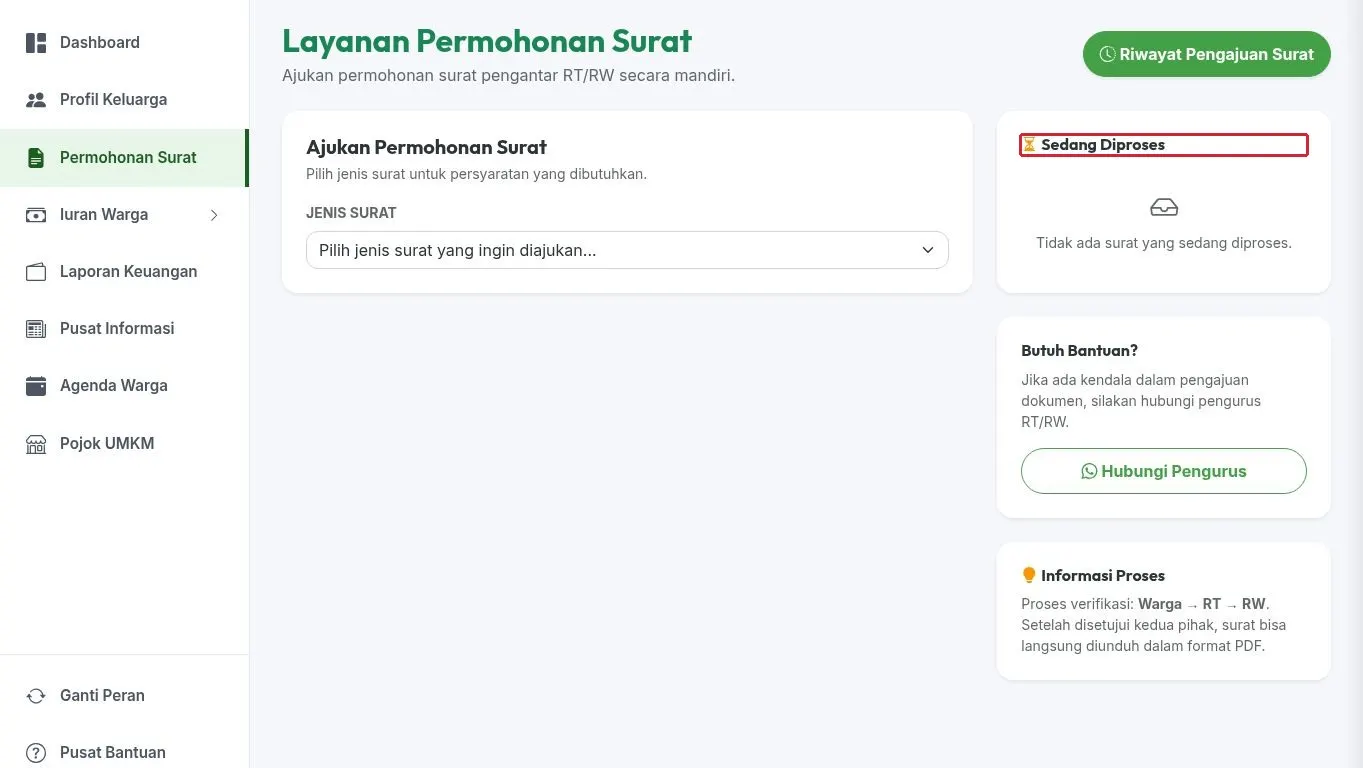 Dashboard
Profil Keluarga
Permohonan Surat
Iuran Warga
Laporan Keuangan
Pusat Informasi
Agenda Warga
Pojok UMKM
Ganti Peran
Pusat Bantuan
Layanan Permohonan Surat
Ajukan permohonan surat pengantar RT/RW secara mandiri.
Riwayat Pengajuan Surat
Ajukan Permohonan Surat
Pilih jenis surat untuk persyaratan yang dibutuhkan.
JENIS SURAT
Pilih jenis surat yang ingin diajukan...
Sedang Diproses
Tidak ada surat yang sedang diproses.
Butuh Bantuan?
Jika ada kendala dalam pengajuan
dokumen, silakan hubungi pengurus
RT/RW.
Hubungi Pengurus
Informasi Proses
Proses verifikasi: Warga → RT → RW.
Setelah disetujui kedua pihak, surat bisa
langsung diunduh dalam format PDF.